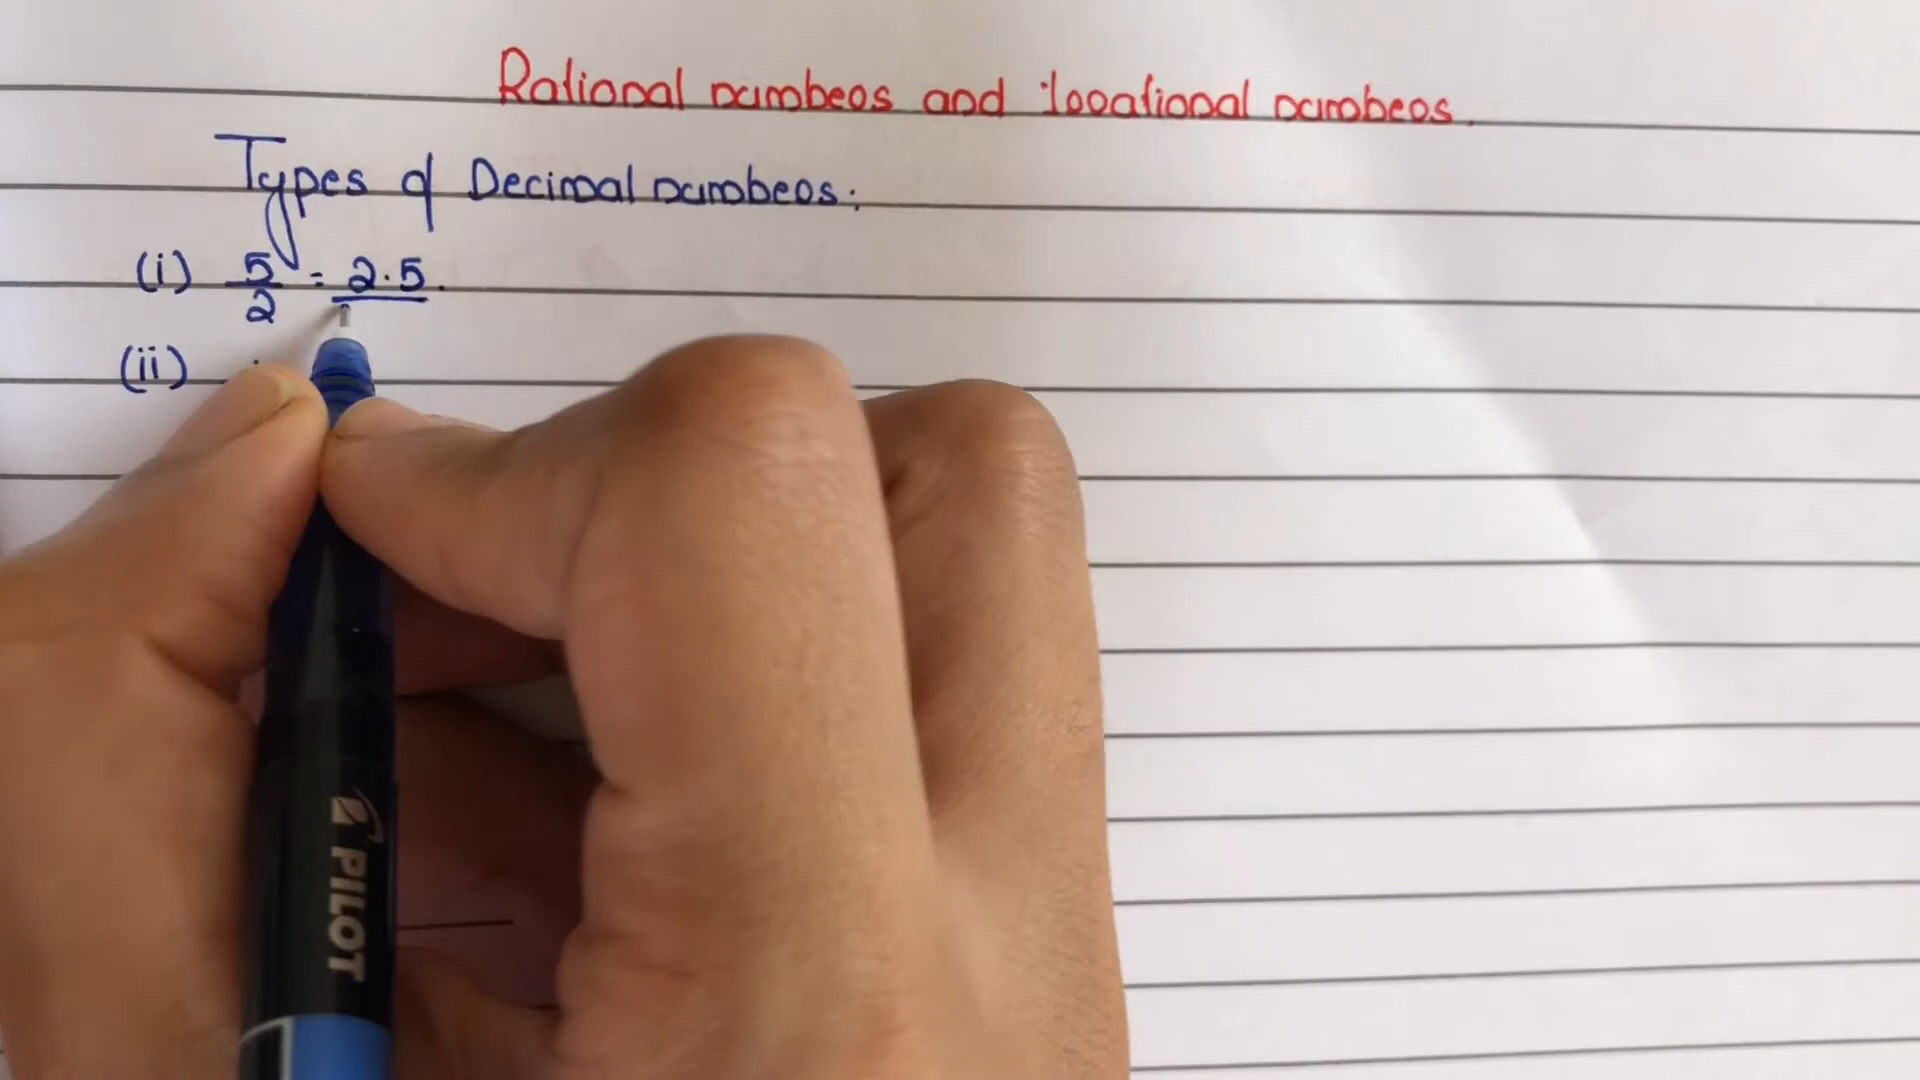 Rational numbers and irrational numbers.
Types of Decimal numbers:
(i) 5/2 = 2.5.
(ii)
PILOT